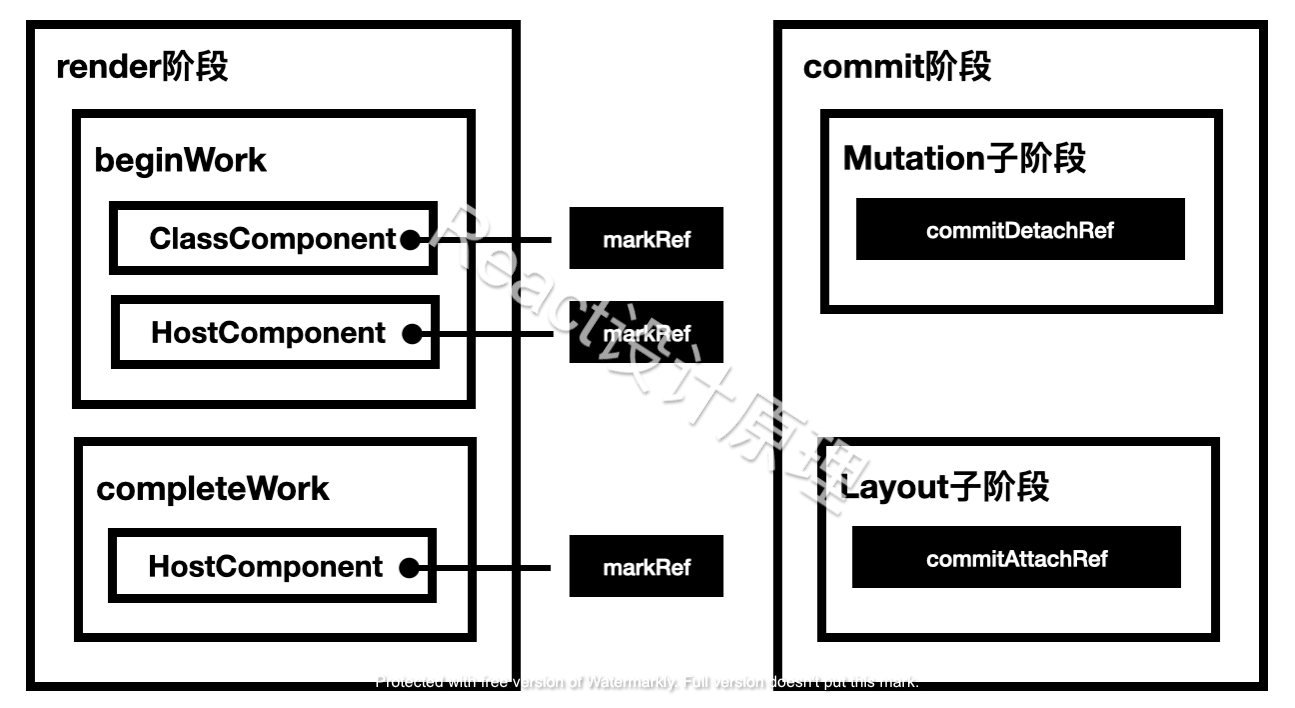 render阶段
beginWork
ClassComponent
markRef
HostComponent
markRef
completeWork
HostComponent
markRef
commit阶段
Mutation子阶段
commitDetachRef
Layout子阶段
commitAttachRef
React设计原理
Protected with free version of Watermarkly. Full version doesn't put this mark.